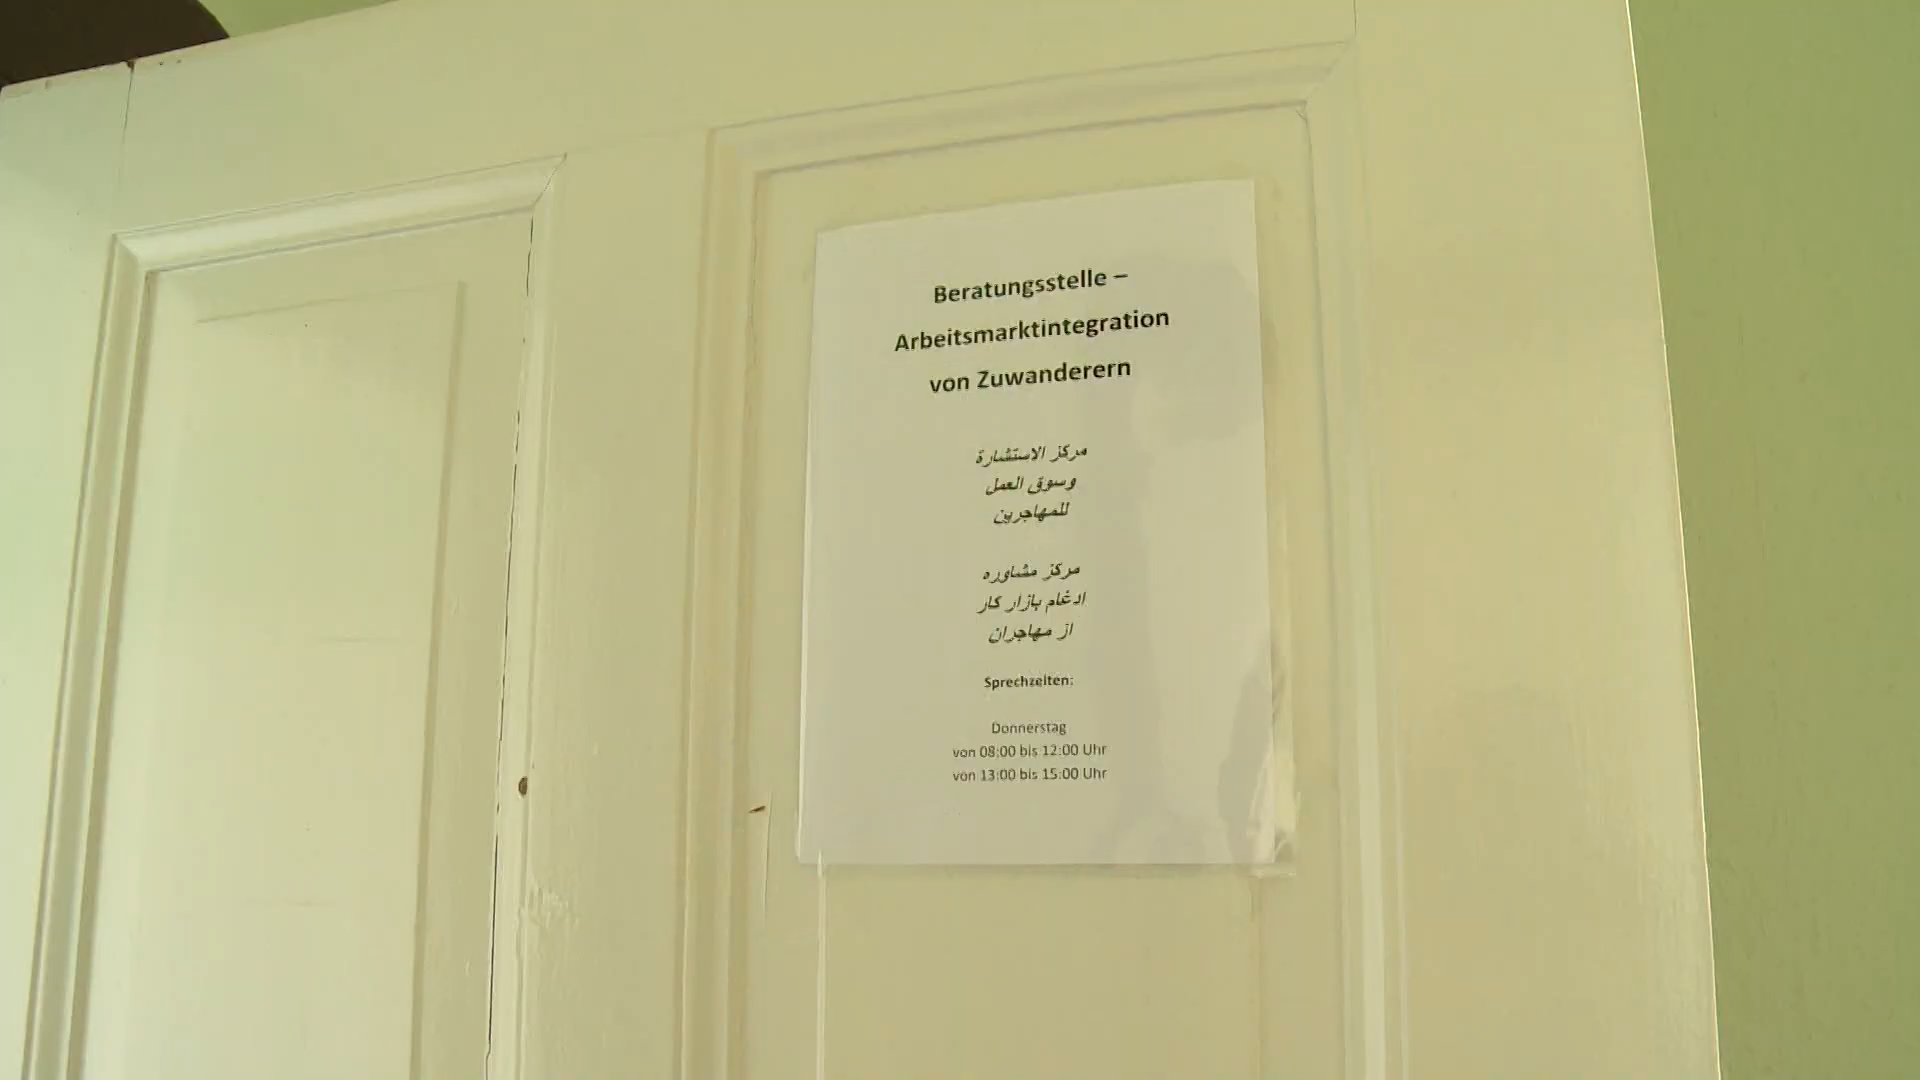 Beratungsstelle –
Arbeitsmarktintegration
von Zuwanderern
مركز الاستشارة
وسوق العمل
للمهاجرين
مرکز مشاوره
ادغام بازار کار
از مهاجران
Sprechzeiten:
Donnerstag
von 08:00 bis 12:00 Uhr
von 13:00 bis 15:00 Uhr